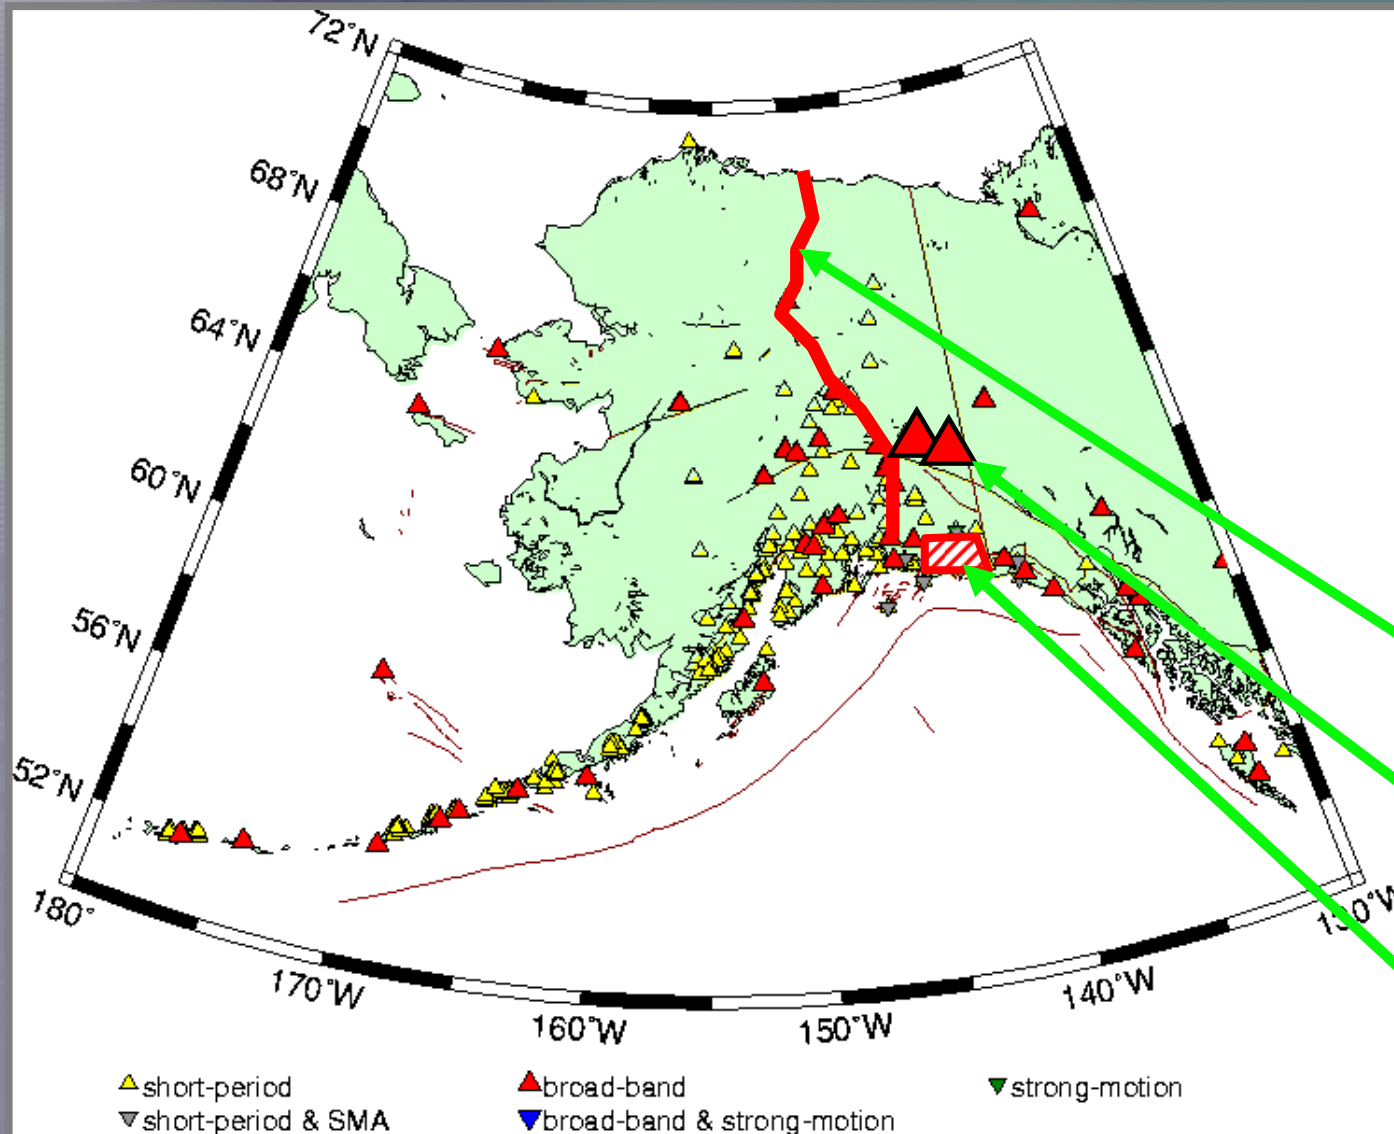 72°N
68°N
64°N
60°N
56°N
52°N
180°
170°W
160°W
150°W
140°W
130°W
short-period
broad-band
strong-motion
short-period & SMA
broad-band & strong-motion